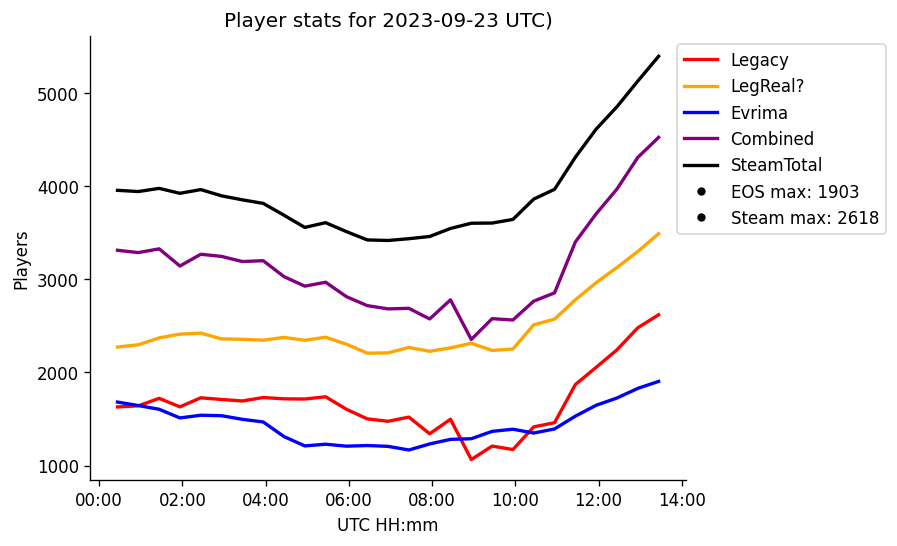 Player stats for 2023-09-23 UTC)
Legacy
LegReal?
Evrima
Combined
SteamTotal
EOS max: 1903
Steam max: 2618
5000
4000
3000
2000
1000
Players
00:00 02:00 04:00 06:00 08:00 10:00 12:00 14:00
UTC HH:mm